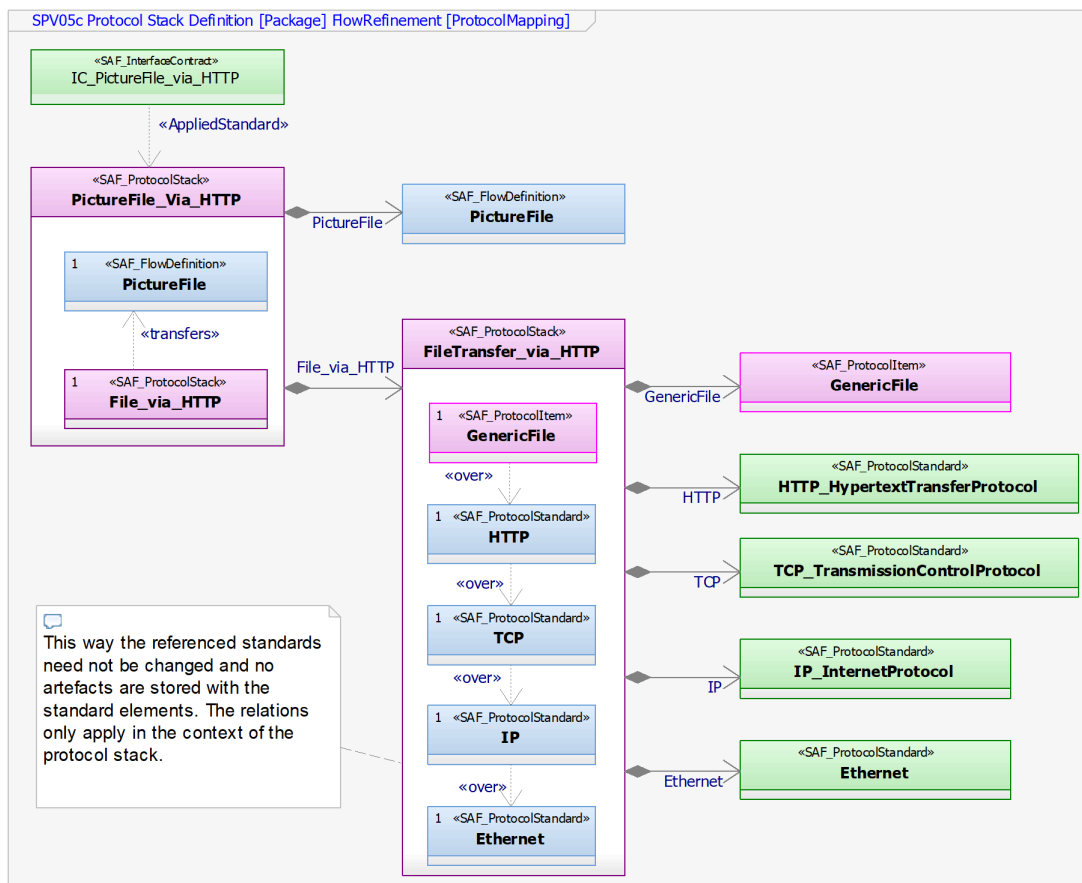 SPV05c Protocol Stack Definition [Package] FlowRefinement [ProtocolMapping]
«SAF_InterfaceContract»
IC_PictureFile_via_HTTP
«AppliedStandard»
«SAF_ProtocolStack»
PictureFile_Via_HTTP
PictureFile
«SAF_FlowDefinition»
PictureFile
1 «SAF_FlowDefinition»
PictureFile
«transfers»
1 «SAF_ProtocolStack»
File_via_HTTP
File_via_HTTP
«SAF_ProtocolStack»
FileTransfer_via_HTTP
GenericFile
«SAF_ProtocolItem»
GenericFile
1 «SAF_ProtocolItem»
GenericFile
«over»
HTTP
«SAF_ProtocolStandard»
HTTP_HypertextTransferProtocol
1 «SAF_ProtocolStandard»
HTTP
«over»
TCP
«SAF_ProtocolStandard»
TCP_TransmissionControlProtocol
1 «SAF_ProtocolStandard»
TCP
«over»
IP
«SAF_ProtocolStandard»
IP_InternetProtocol
1 «SAF_ProtocolStandard»
IP
«over»
Ethernet
«SAF_ProtocolStandard»
Ethernet
1 «SAF_ProtocolStandard»
Ethernet
This way the referenced standards
need not be changed and no
artefacts are stored with the
standard elements. The relations
only apply in the context of the
protocol stack.